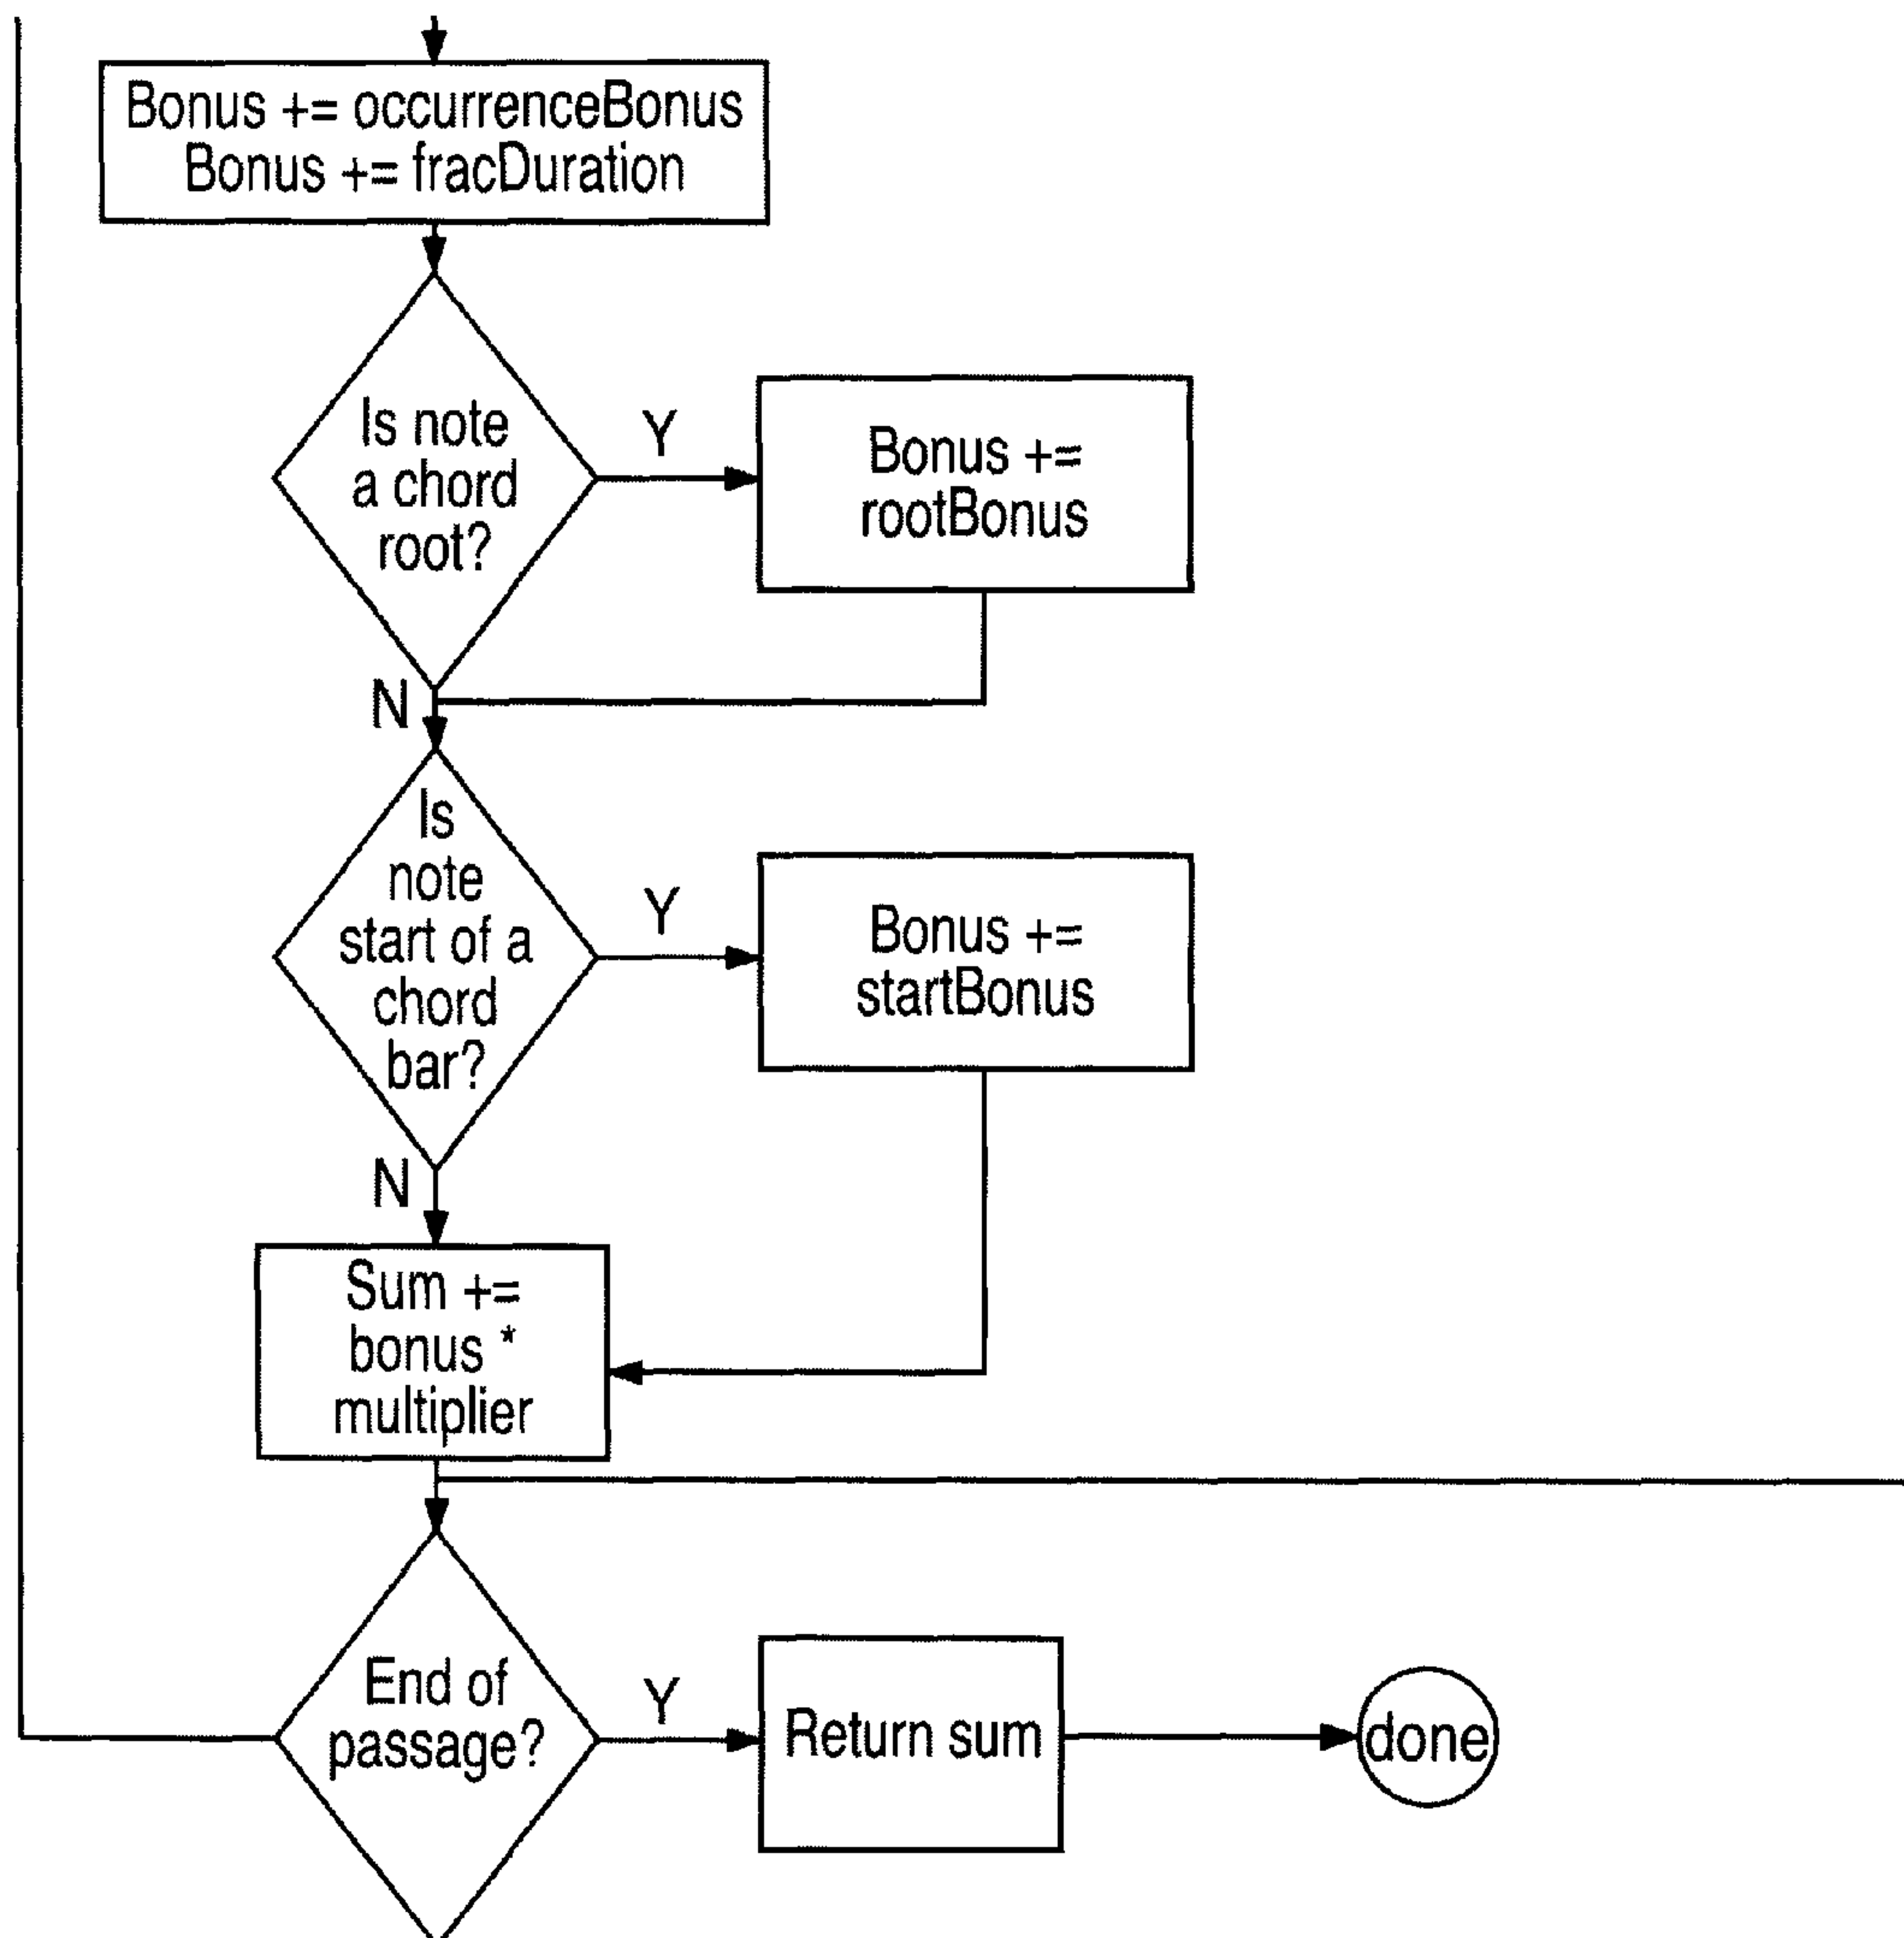 Bonus += occurrenceBonus
Bonus += fracDuration
Is note
a chord
root?
Y
Bonus +=
rootBonus
N
Is
note
start of a
chord
bar?
Y
Bonus +=
startBonus
N
Sum +=
bonus *
multiplier
End of
passage?
Y
Return sum
done